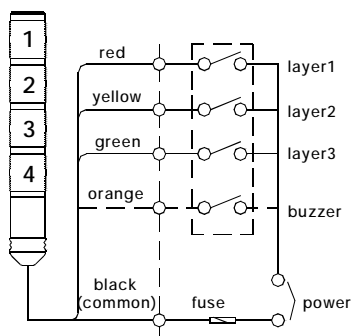 1
2
3
4
red
layer1
yellow
layer2
green
layer3
orange
buzzer
black
(common)
fuse
power